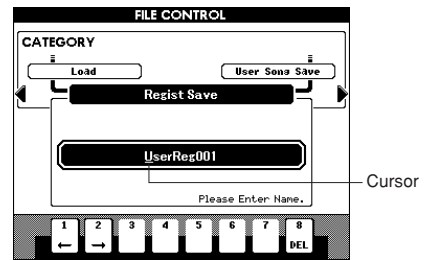 FILE CONTROL
CATEGORY
Load
User Song Save
Regist Save
UserReg001
Cursor
Please Enter Name.
1 2 3 4 5 6 7 8
← → DEL